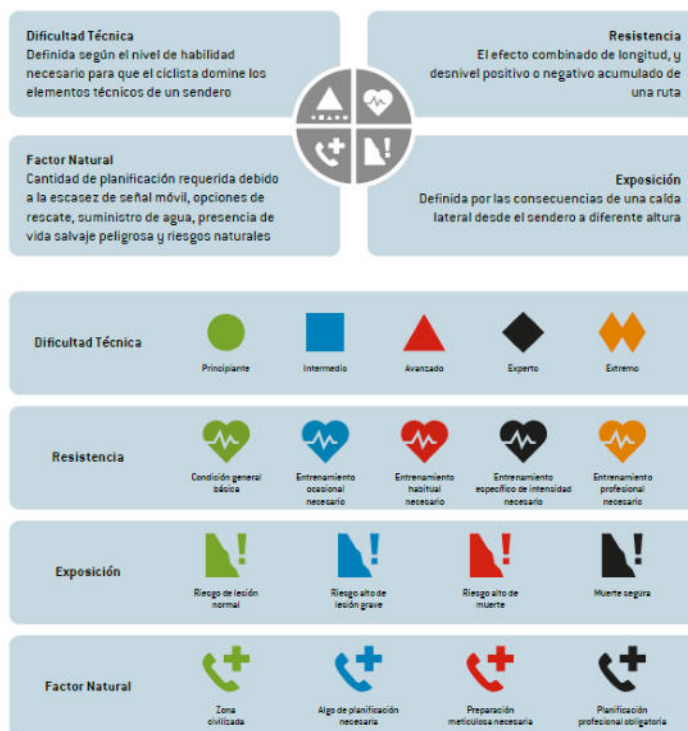 Dificultad Técnica
Definida según el nivel de habilidad
necesario para que el ciclista domine los
elementos técnicos de un sendero
Resistencia
El efecto combinado de longitud, y
desnivel positivo o negativo acumulado de
una ruta
Factor Natural
Cantidad de planificación requerida debido
a la escasez de señal móvil, opciones de
rescate, suministro de agua, presencia de
vida salvaje peligrosa y riesgos naturales
Exposición
Definida por las consecuencias de una caída
lateral desde el sendero a diferente altura
Dificultad Técnica
Principiante
Intermedio
Avanzado
Experto
Extremo
Resistencia
Condición general
básica
Entrenamiento
ocasional
necesario
Entrenamiento
habitual
necesario
Entrenamiento
específico de intensidad
necesario
Entrenamiento
profesional
necesario
Exposición
Riesgo de lesión
normal
Riesgo alto de
lesión grave
Riesgo alto de
muerte
Muerte segura
Factor Natural
Zona
civilizada
Algo de planificación
necesaria
Preparación
meticulosa necesaria
Planificación
profesional obligatoria